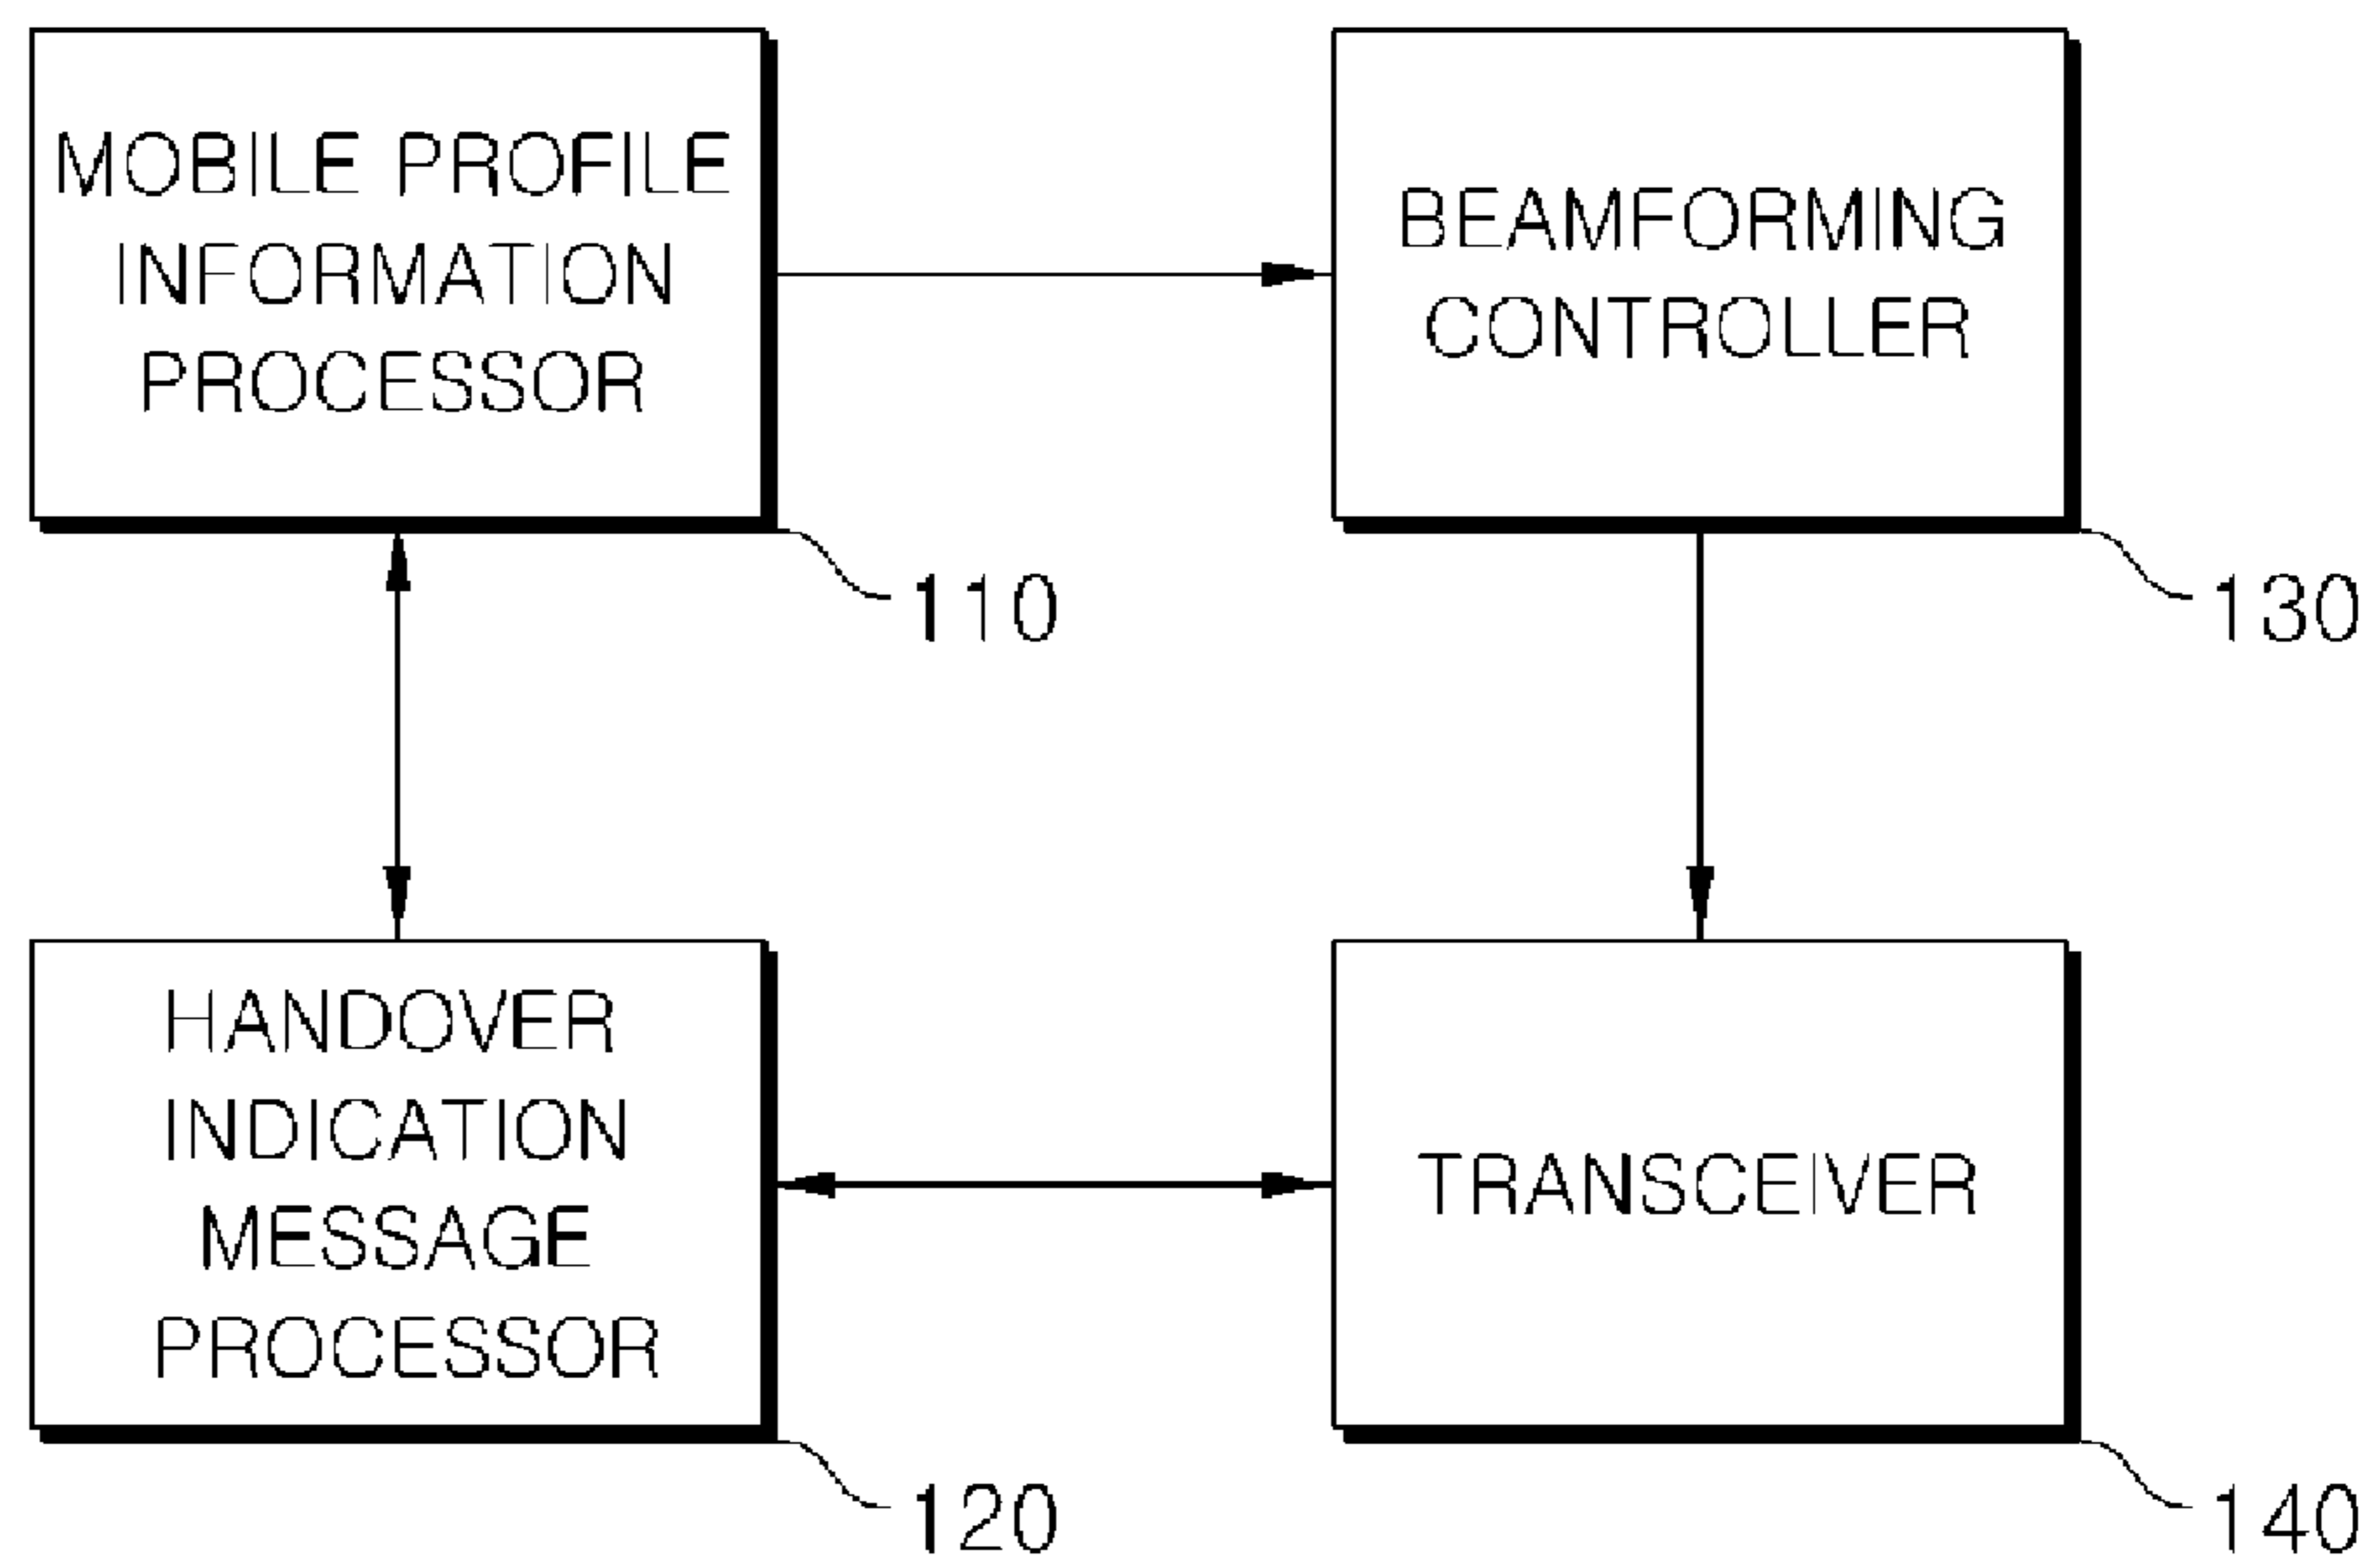 MOBILE PROFILE
INFORMATION
PROCESSOR
110
BEAMFORMING
CONTROLLER
130
HANDOVER
INDICATION
MESSAGE
PROCESSOR
120
TRANSCEIVER
140